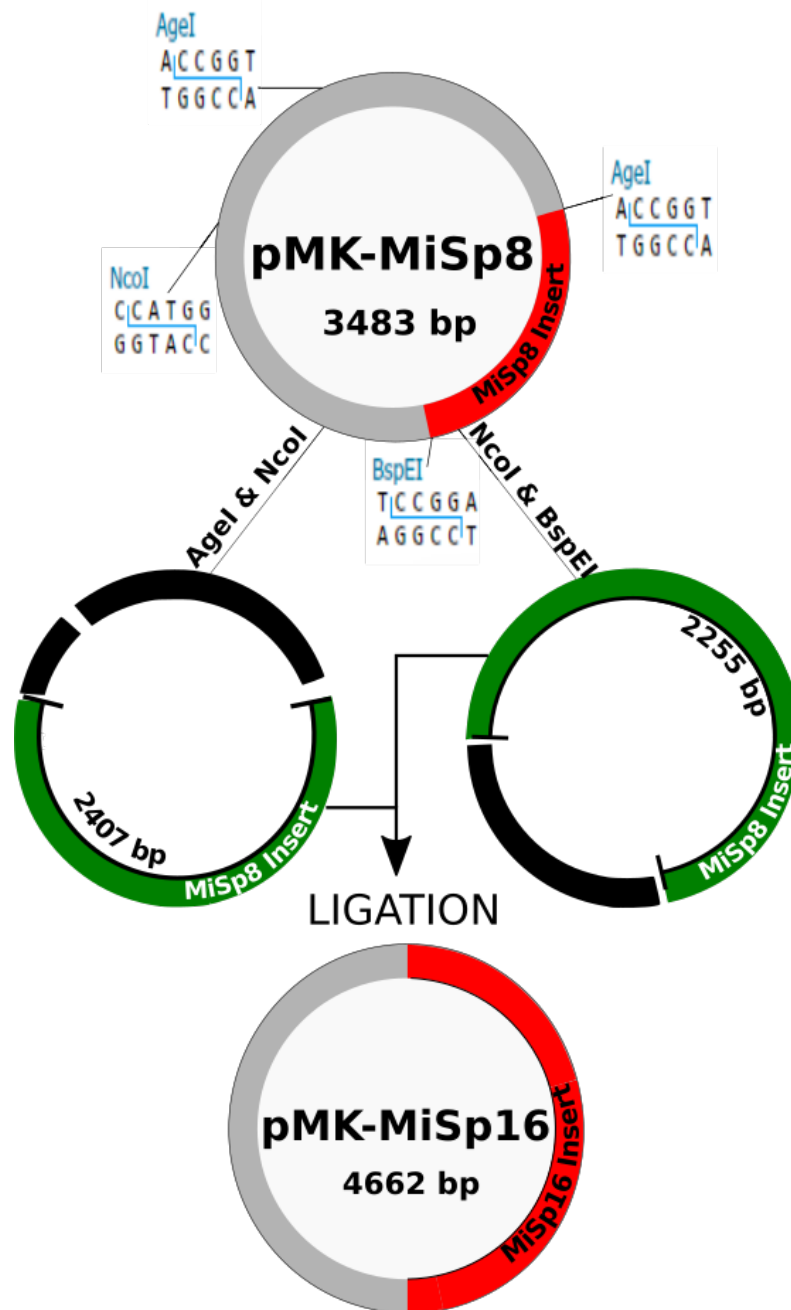 AgeI
ACCGGT
TGGCCA
AgeI
ACCGGT
TGGCCA
pMK-MiSp8
3483 bp
MiSp8 Insert
NcoI
CCATGG
GGTACC
BspEI
TCCGGA
AGGCCT
AgeI & NcoI
NcoI & BspEI
2407 bp
MiSp8 Insert
2255 bp
MiSp8 Insert
LIGATION
pMK-MiSp16
4662 bp
MiSp16 Insert